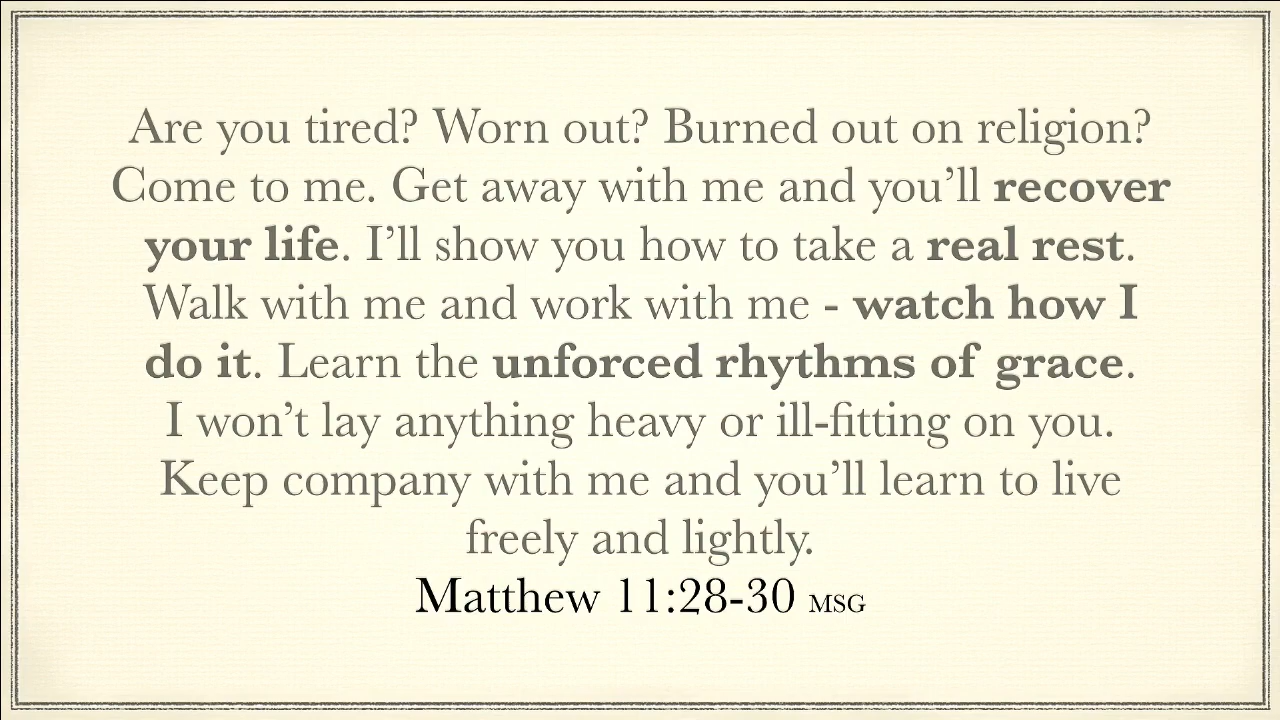 Are you tired? Worn out? Burned out on religion?
Come to me. Get away with me and you’ll recover
your life. I’ll show you how to take a real rest.
Walk with me and work with me - watch how I
do it. Learn the unforced rhythms of grace.
I won’t lay anything heavy or ill-fitting on you.
Keep company with me and you’ll learn to live
freely and lightly.
Matthew 11:28-30 MSG